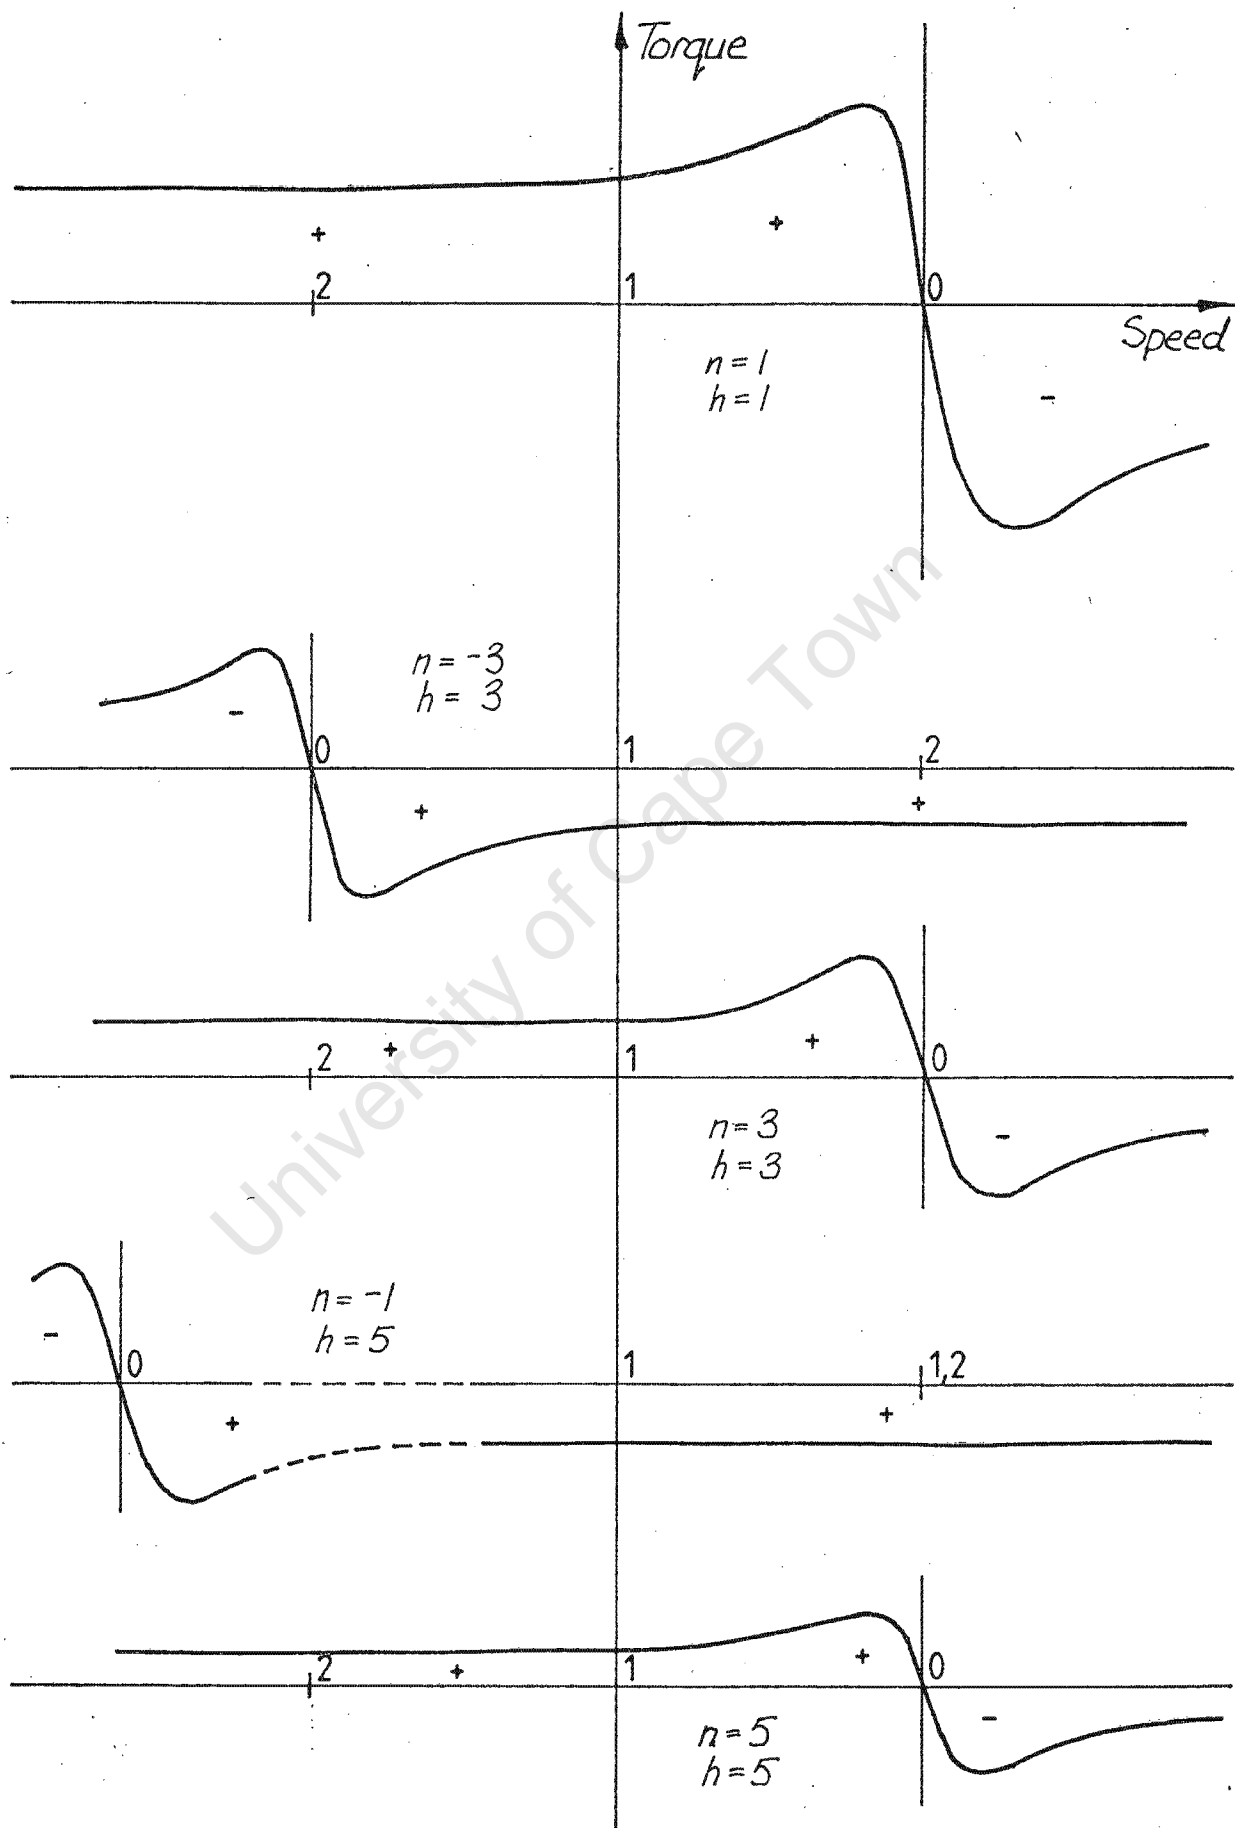 Torque
+
+
2 1 0
Speed
n = 1
h = 1
-
n = -3
h = 3
-
0 1 2
+
+
2 1 0
+
+
n = 3
h = 3
-
n = -1
h = 5
-
0 1 1,2
+
+
2 1 0
+
+
n = 5
h = 5
-
University of Cape Town